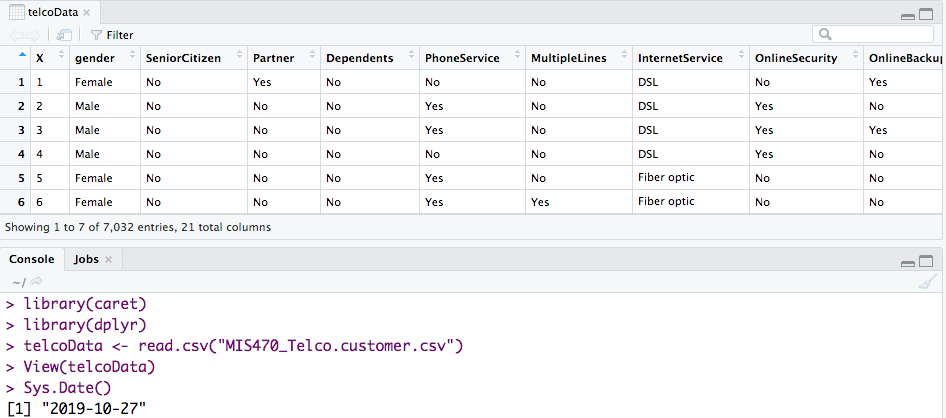 telcoData ×
Filter
X gender SeniorCitizen Partner Dependents PhoneService MultipleLines InternetService OnlineSecurity OnlineBackup
1 1 Female No Yes No No No DSL No Yes
2 2 Male No No No Yes No DSL Yes No
3 3 Male No No No Yes No DSL Yes Yes
4 4 Male No No No No No DSL Yes No
5 5 Female No No No Yes No Fiber optic No No
6 6 Female No No No Yes Yes Fiber optic No No
Showing 1 to 7 of 7,032 entries, 21 total columns
Console Jobs ×
~/
> library(caret)
> library(dplyr)
> telcoData <- read.csv("MIS470_Telco.customer.csv")
> View(telcoData)
> Sys.Date()
[1] "2019-10-27"